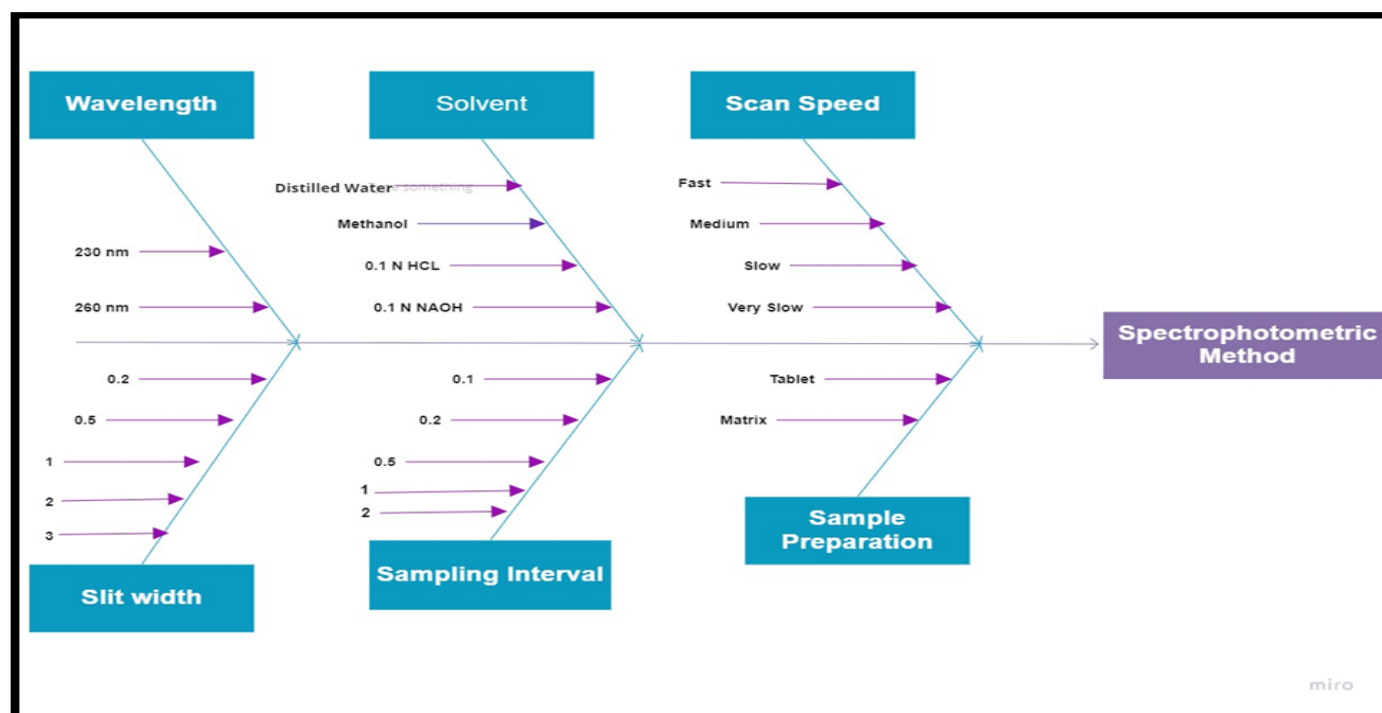 Wavelength
Solvent
Scan Speed
Distilled Water something
Methanol
0.1 N HCL
0.1 N NAOH
230 nm
260 nm
Fast
Medium
Slow
Very Slow
Spectrophotometric
Method
0.2
0.5
1
2
3
Slit width
0.1
0.2
0.5
1
2
Sampling Interval
Tablet
Matrix
Sample
Preparation
miro